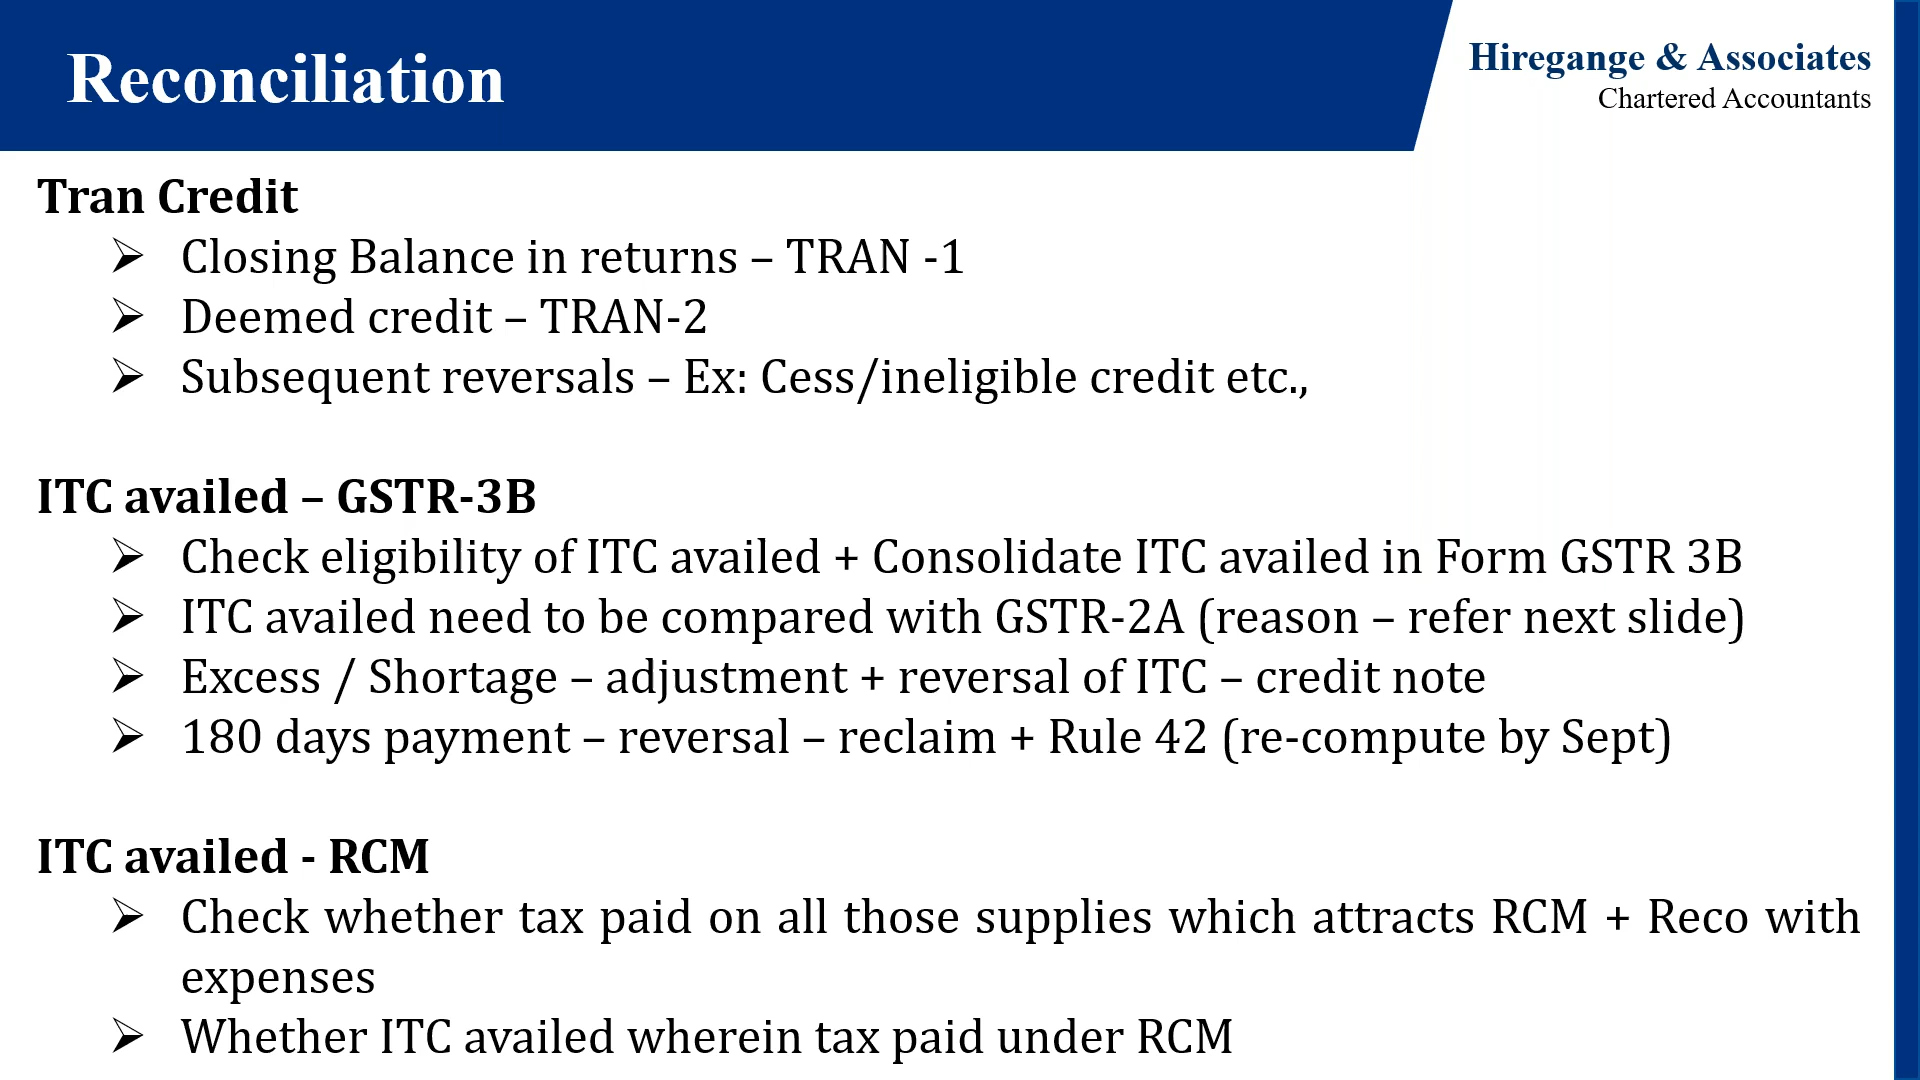 Reconciliation
Hiregange & Associates
Chartered Accountants
Tran Credit
➢ Closing Balance in returns – TRAN -1
➢ Deemed credit – TRAN-2
➢ Subsequent reversals – Ex: Cess/ineligible credit etc.,
ITC availed – GSTR-3B
➢ Check eligibility of ITC availed + Consolidate ITC availed in Form GSTR 3B
➢ ITC availed need to be compared with GSTR-2A (reason – refer next slide)
➢ Excess / Shortage – adjustment + reversal of ITC – credit note
➢ 180 days payment – reversal – reclaim + Rule 42 (re-compute by Sept)
ITC availed - RCM
➢ Check whether tax paid on all those supplies which attracts RCM + Reco with
expenses
➢ Whether ITC availed wherein tax paid under RCM